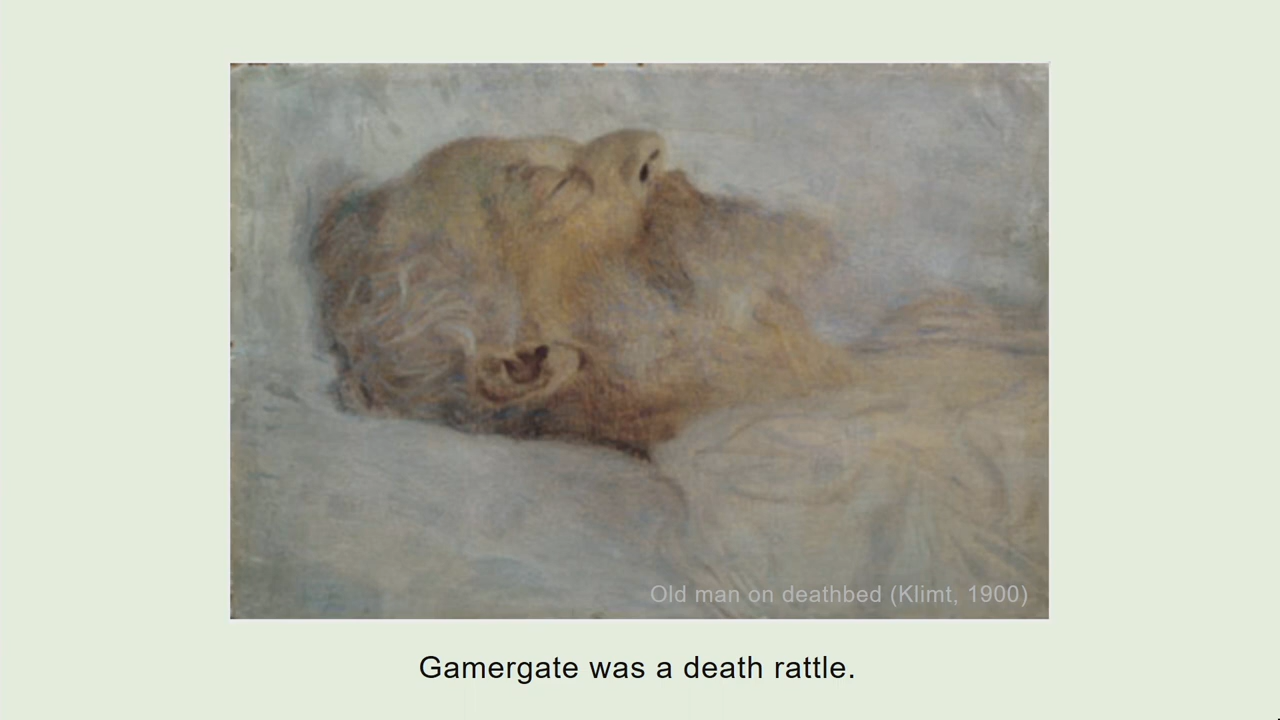 Old man on deathbed (Klimt, 1900)
Gamergate was a death rattle.